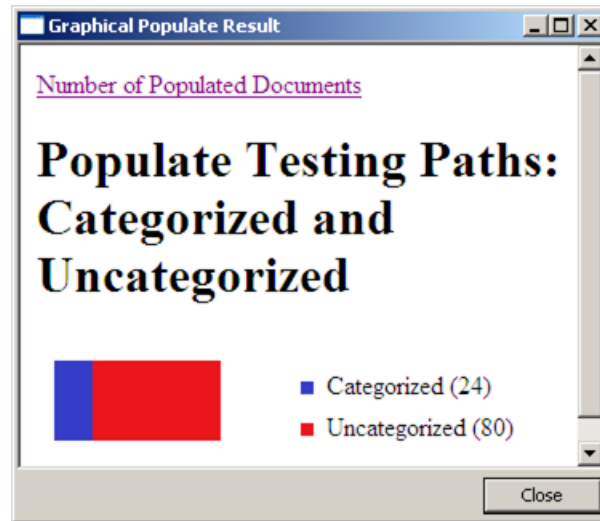 Graphical Populate Result
Number of Populated Documents
Populate Testing Paths:
Categorized and
Uncategorized
Categorized (24)
Uncategorized (80)
Close